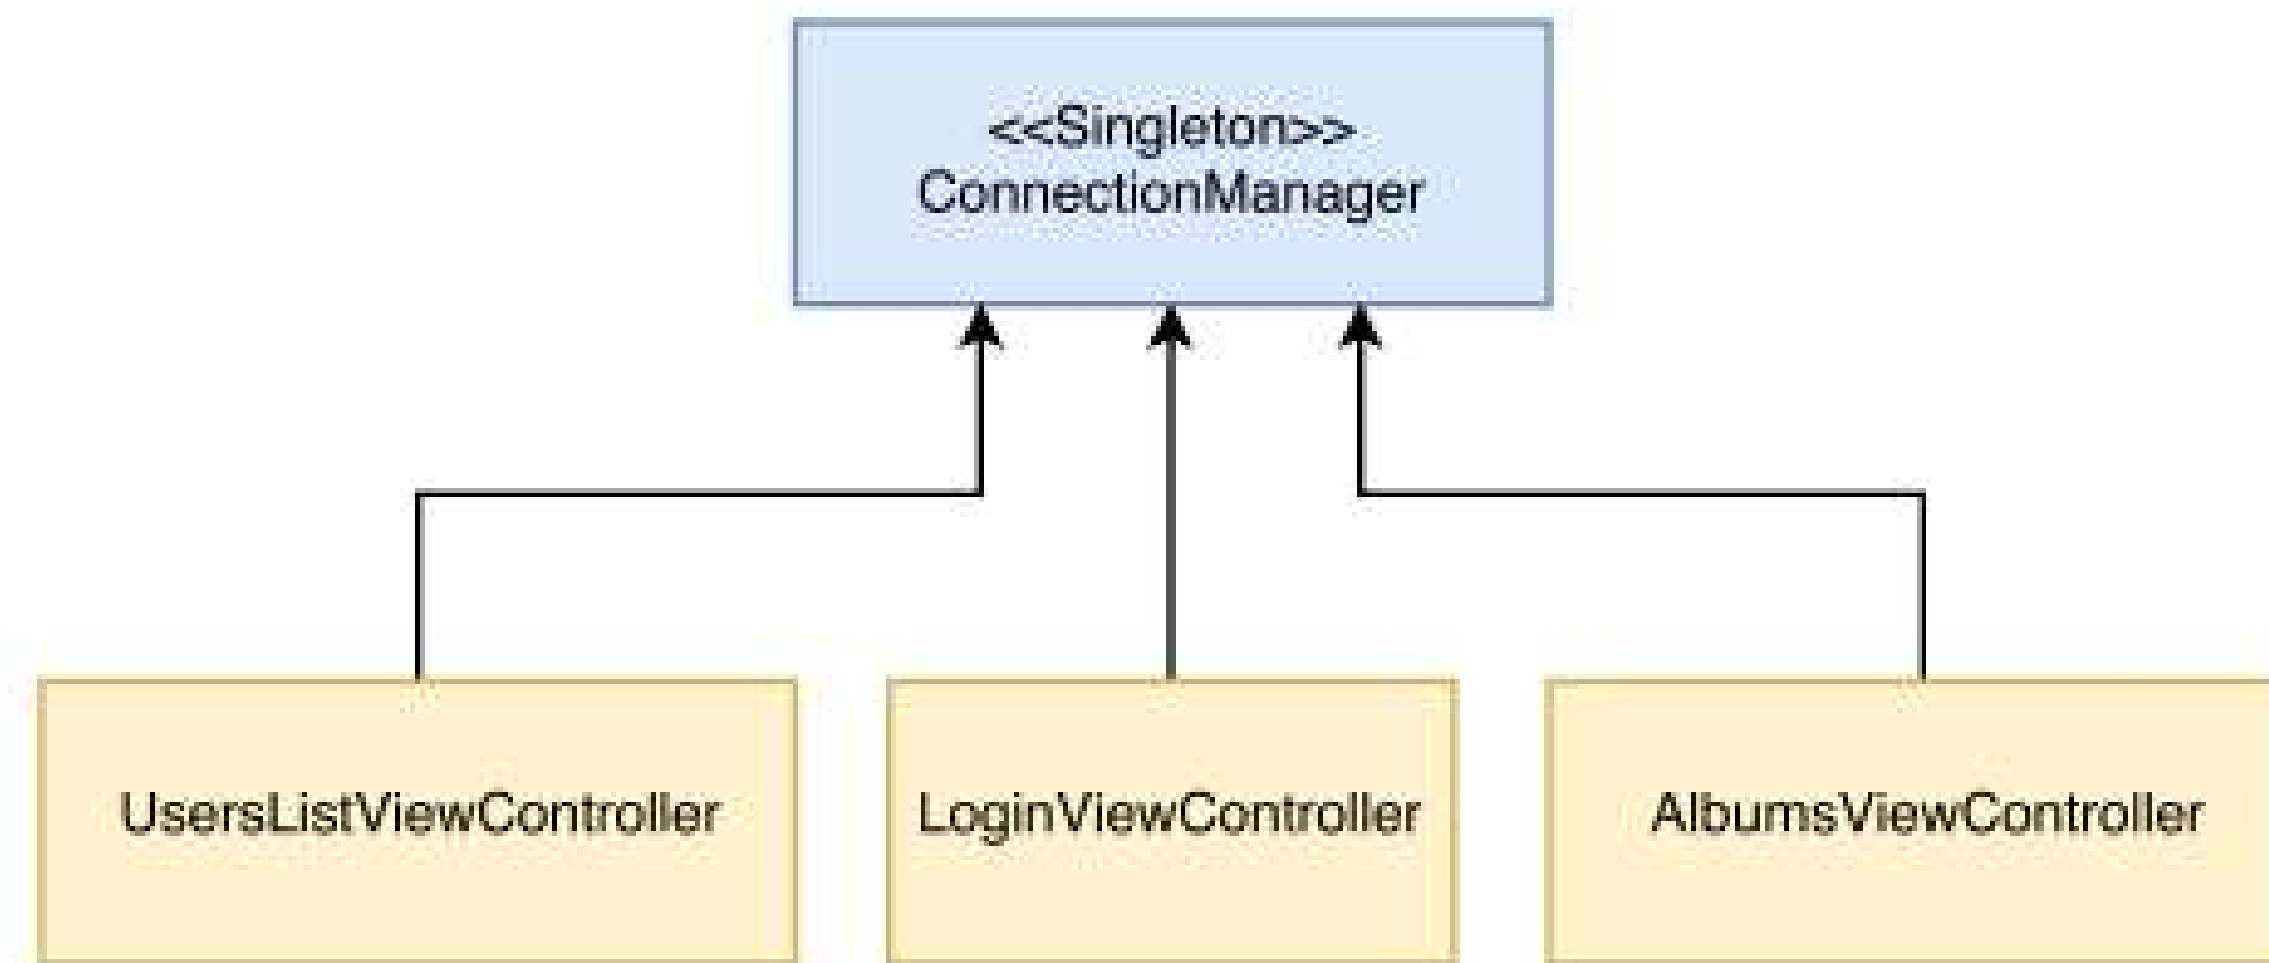 <<Singleton>>
ConnectionManager
UsersListViewController
LoginViewController
AlbumsViewController